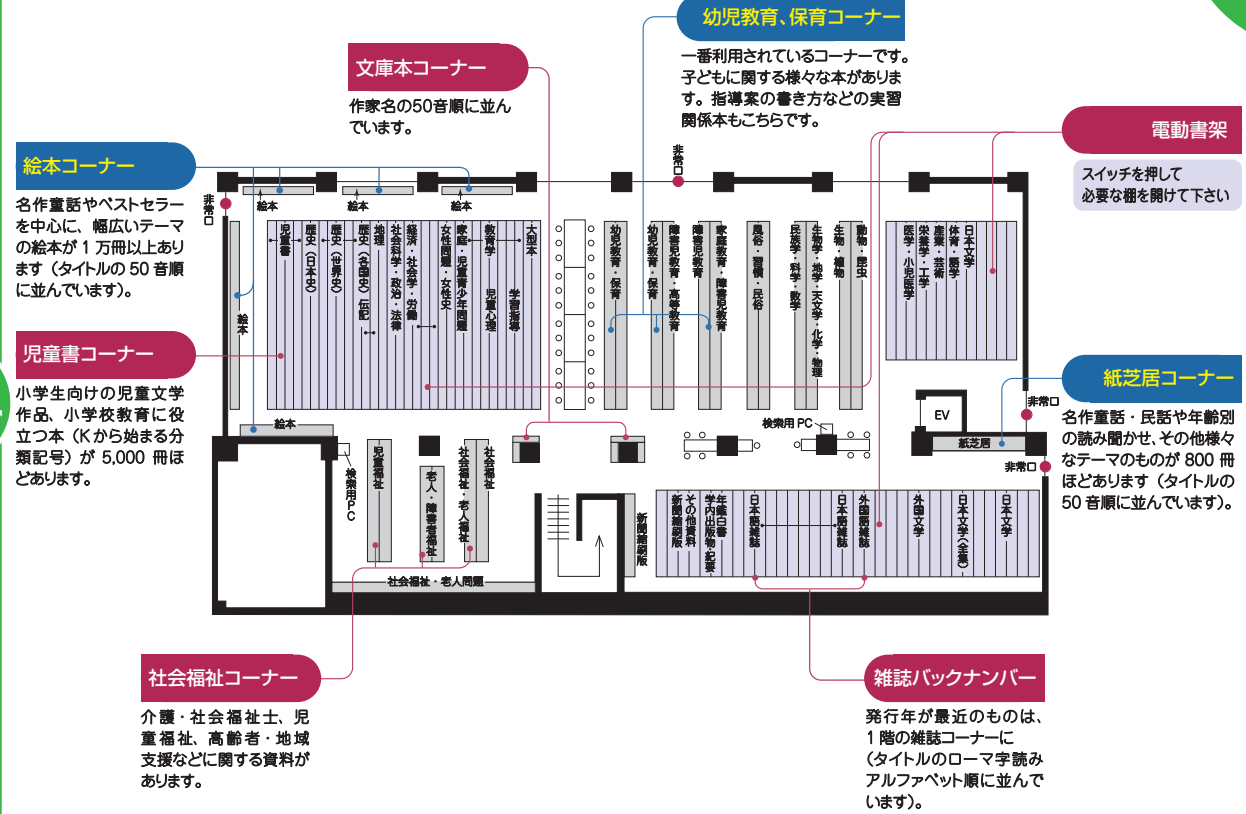 幼児教育、保育コーナー
一番利用されているコーナーです。
子どもに関する様々な本がありま
す。指導案の書き方などの実習
関係本もこちらです。
文庫本コーナー
作家名の50音順に並ん
でいます。
電動書架
スイッチを押して
必要な棚を開けて下さい
絵本コーナー
名作童話やベストセラー
を中心に、幅広いテーマ
の絵本が1万冊以上あり
ます（タイトルの50音順
に並んでいます）。
児童書コーナー
小学生向けの児童文学
作品、小学校教育に役
立つ本（Kから始まる分
類記号）が 5,000 冊ほ
どあります。
紙芝居コーナー
名作童話・民話や年齢別
の読み聞かせ、その他様々
なテーマのものが 800 冊
ほどあります（タイトルの
50音順に並んでいます）。
非常口
非常口
絵本
絵本
絵本
絵本
児童書
歴史（日本史）
歴史（世界史）
歴史（各国史）伝記
地理
社会科学・政治・法律
経済・社会学・労働
女性問題・女性史
家庭・児童青少年問題
教育学
児童心理
学習指導
大型本
幼児教育・保育
幼児教育・保育
障害児教育・高等教育
障害児教育
家庭教育・障害児教育
風俗・習慣・民俗
民族学・科学・数学
生物学・地学・天文学・化学・物理
生物・植物
動物・昆虫
医学・小児医学
栄養学・工学
産業・芸術
体育・語学
日本文学
絵本
検索用PC
検索用 PC
EV
紙芝居
非常口
非常口
児童福祉
老人・障害者福祉
社会福祉・老人福祉
社会福祉
社会福祉・老人問題
新聞縮刷版
新聞縮刷版
その他資料
学内出版物・紀要
年鑑白書
日本語雑誌
日本語雑誌
外国語雑誌
外国文学
日本文学（全集）
日本文学
社会福祉コーナー
介護・社会福祉士、児
童福祉、高齢者・地域
支援などに関する資料が
あります。
雑誌バックナンバー
発行年が最近のものは、
1階の雑誌コーナーに
（タイトルのローマ字読み
アルファベット順に並んで
います）。